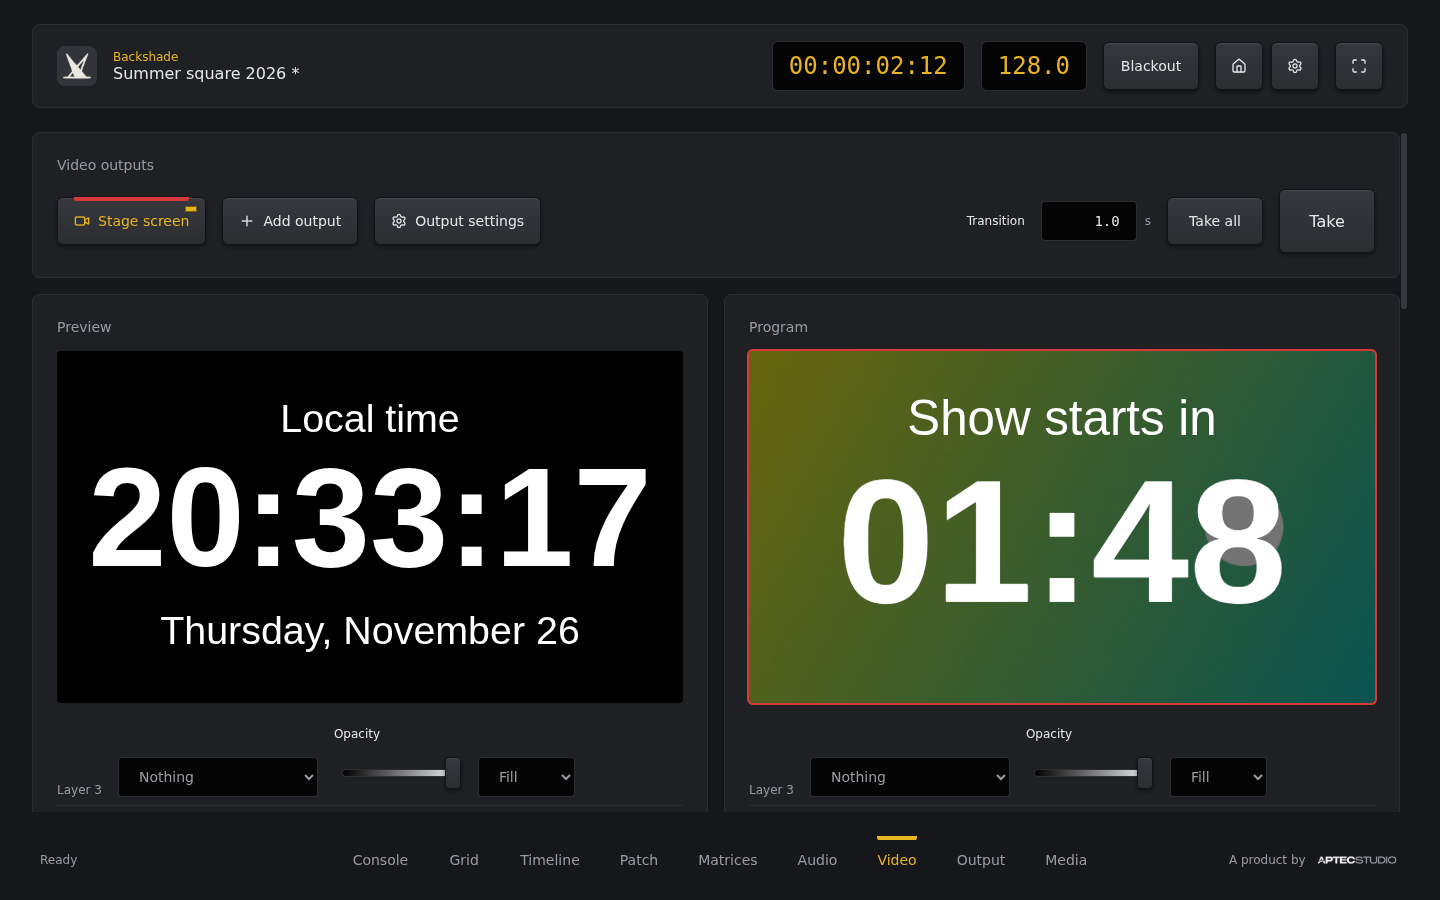 Backshade
Summer square 2026 *
00:00:02:12
128.0
Blackout
Video outputs
Stage screen
Add output
Output settings
Transition
1.0
s
Take all
Take
Preview
Local time
20:33:17
Thursday, November 26
Opacity
Layer 3
Nothing
Fill
Program
Show starts in
01:48
Opacity
Layer 3
Nothing
Fill
Ready
Console
Grid
Timeline
Patch
Matrices
Audio
Video
Output
Media
A product by APTECSTUDIO